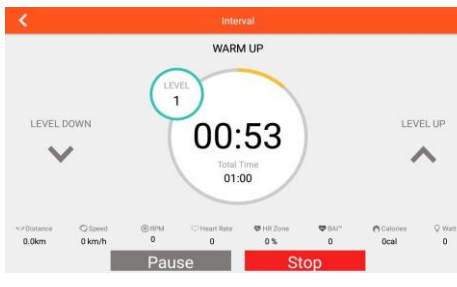 Interval
WARM UP
LEVEL
1
LEVEL DOWN
LEVEL UP
00:53
Total Time
01:00
Distance Speed RPM Heart Rate HR Zone BAI™ Calories Watt
0.0km 0 km/h 0 0 0 % 0 0cal 0
Pause Stop